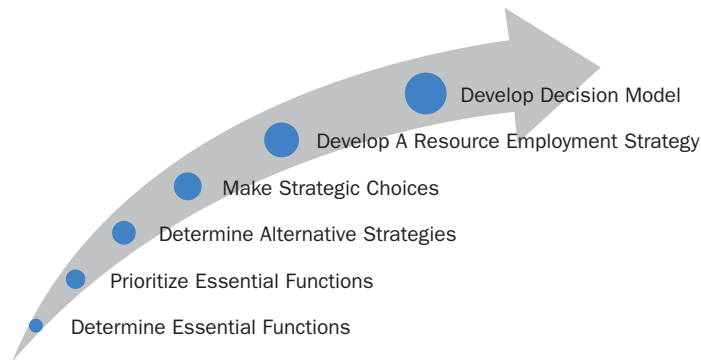 Develop Decision Model
Develop A Resource Employment Strategy
Make Strategic Choices
Determine Alternative Strategies
Prioritize Essential Functions
Determine Essential Functions